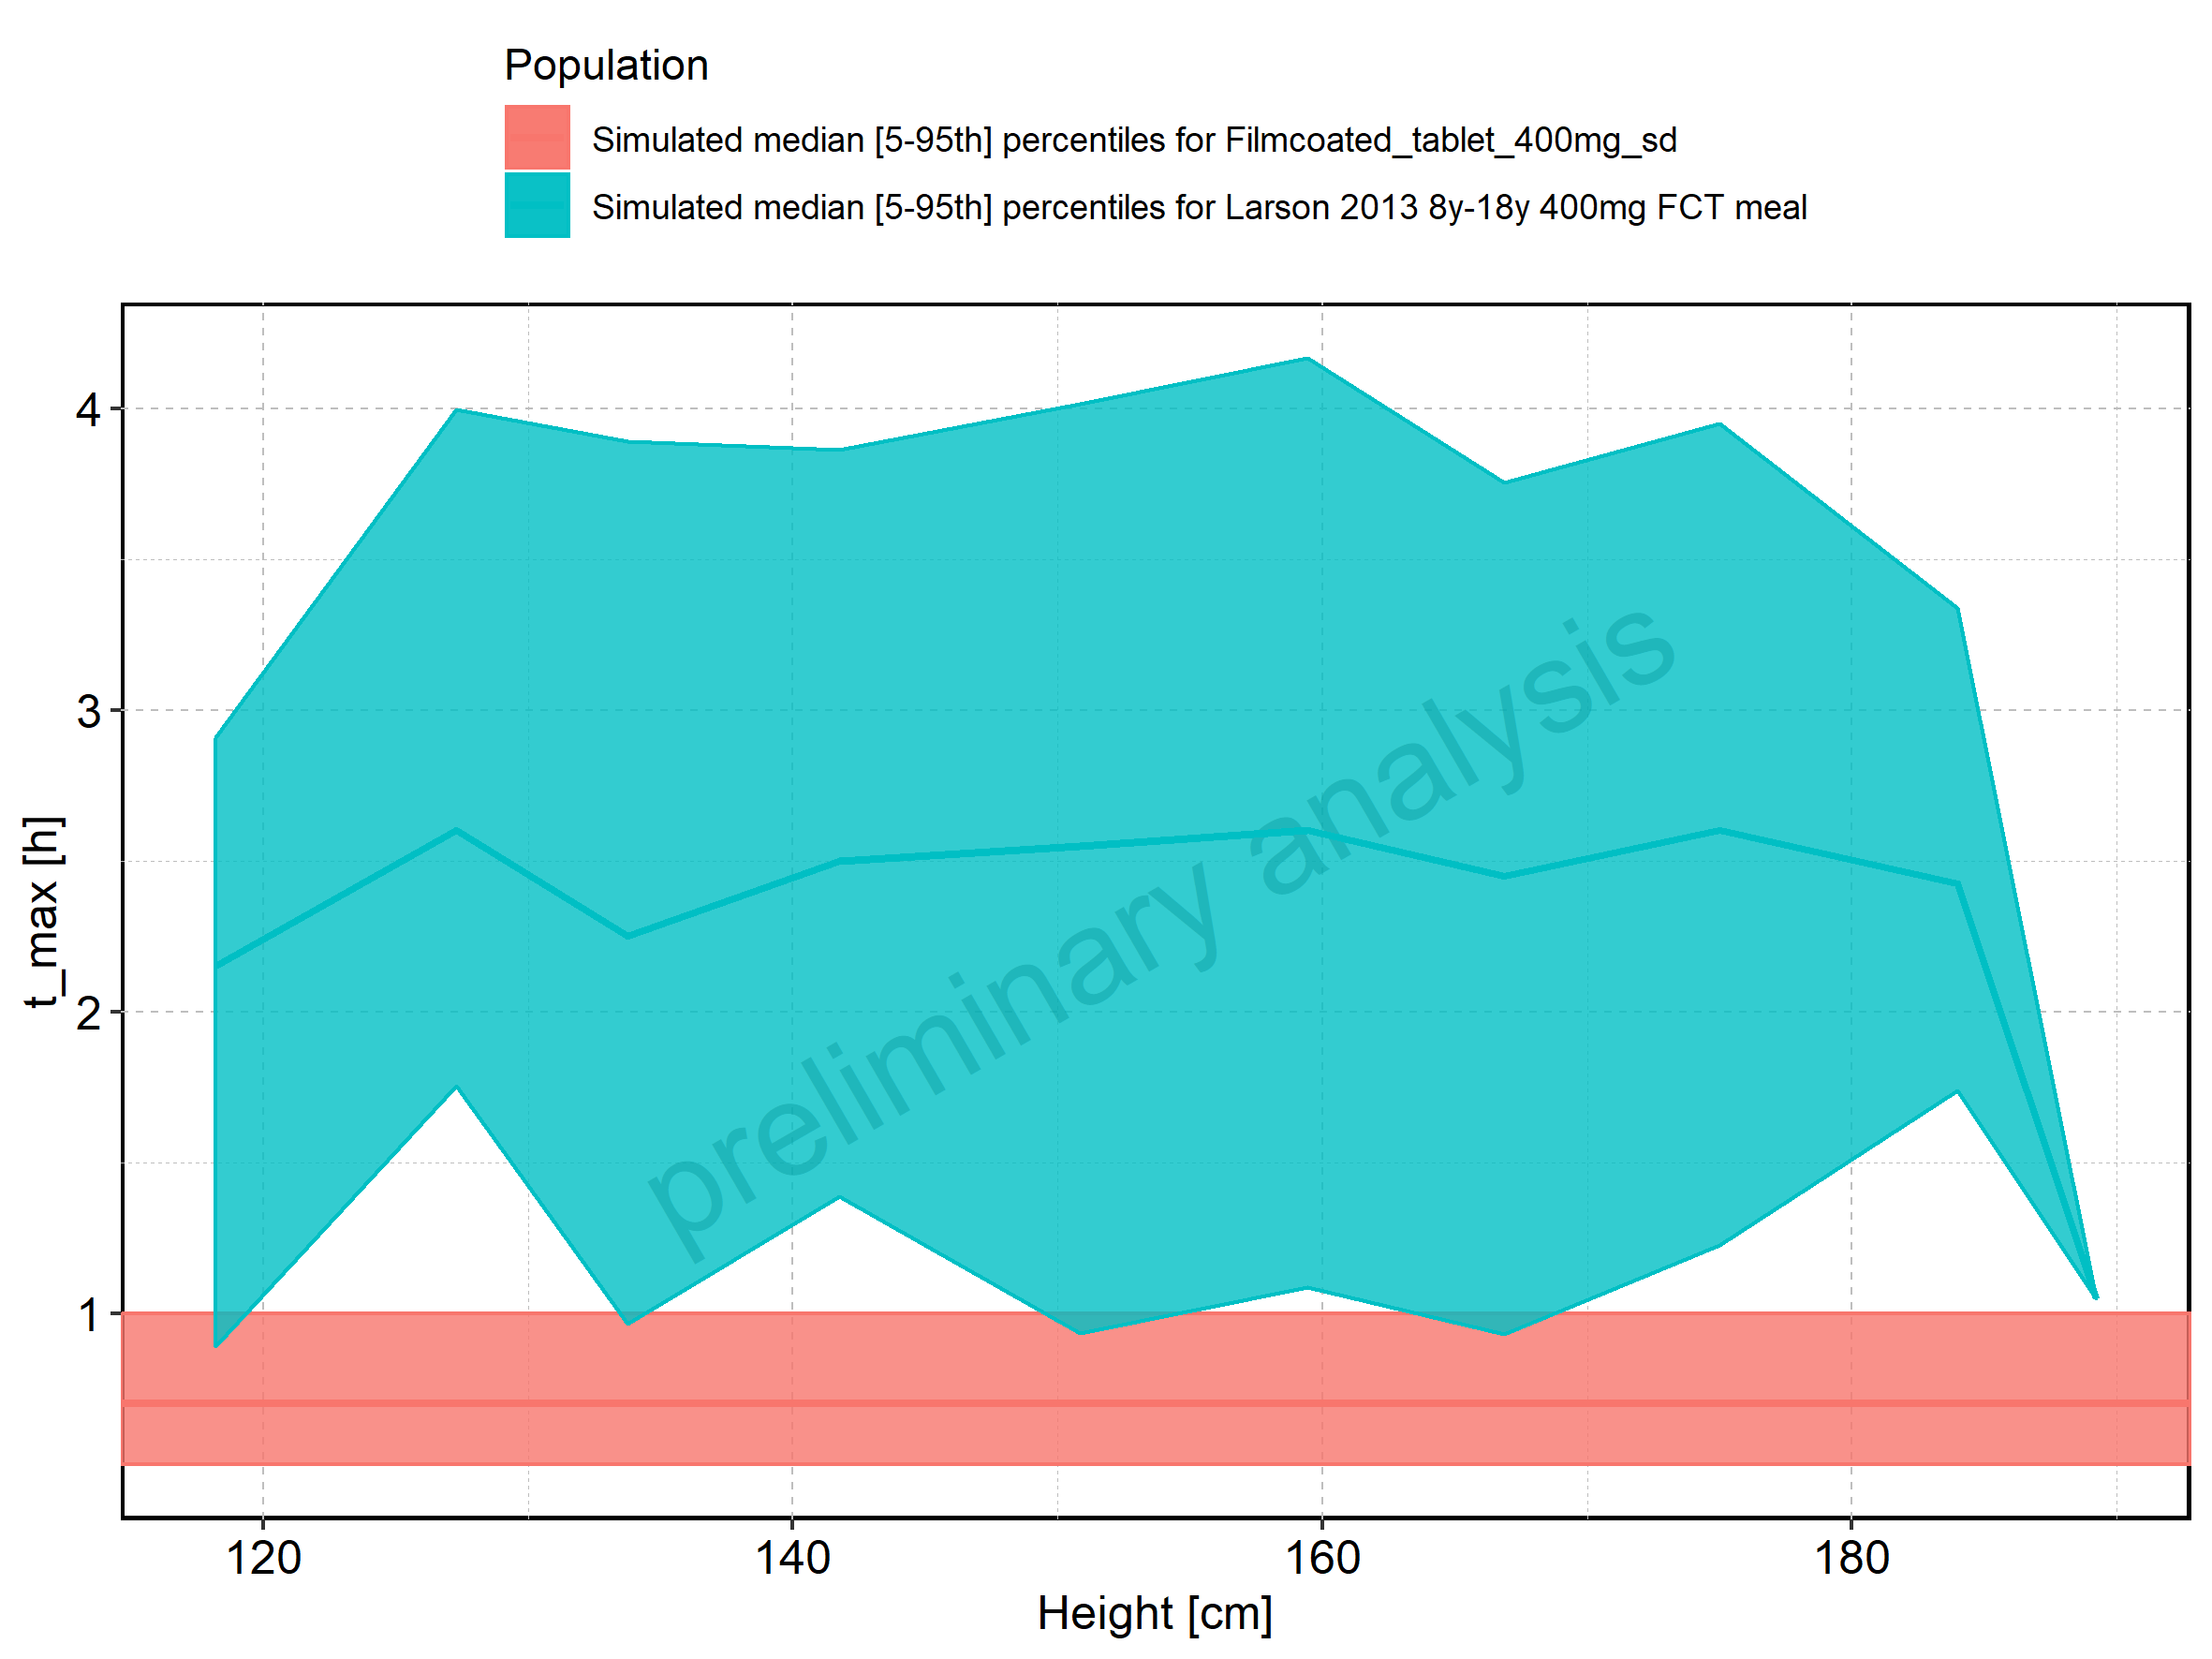 Population
Simulated median [5-95th] percentiles for Filmcoated_tablet_400mg_sd
Simulated median [5-95th] percentiles for Larson 2013 8y-18y 400mg FCT meal
4
3
2
1
t_max [h]
preliminary analysis
120 140 160 180
Height [cm]